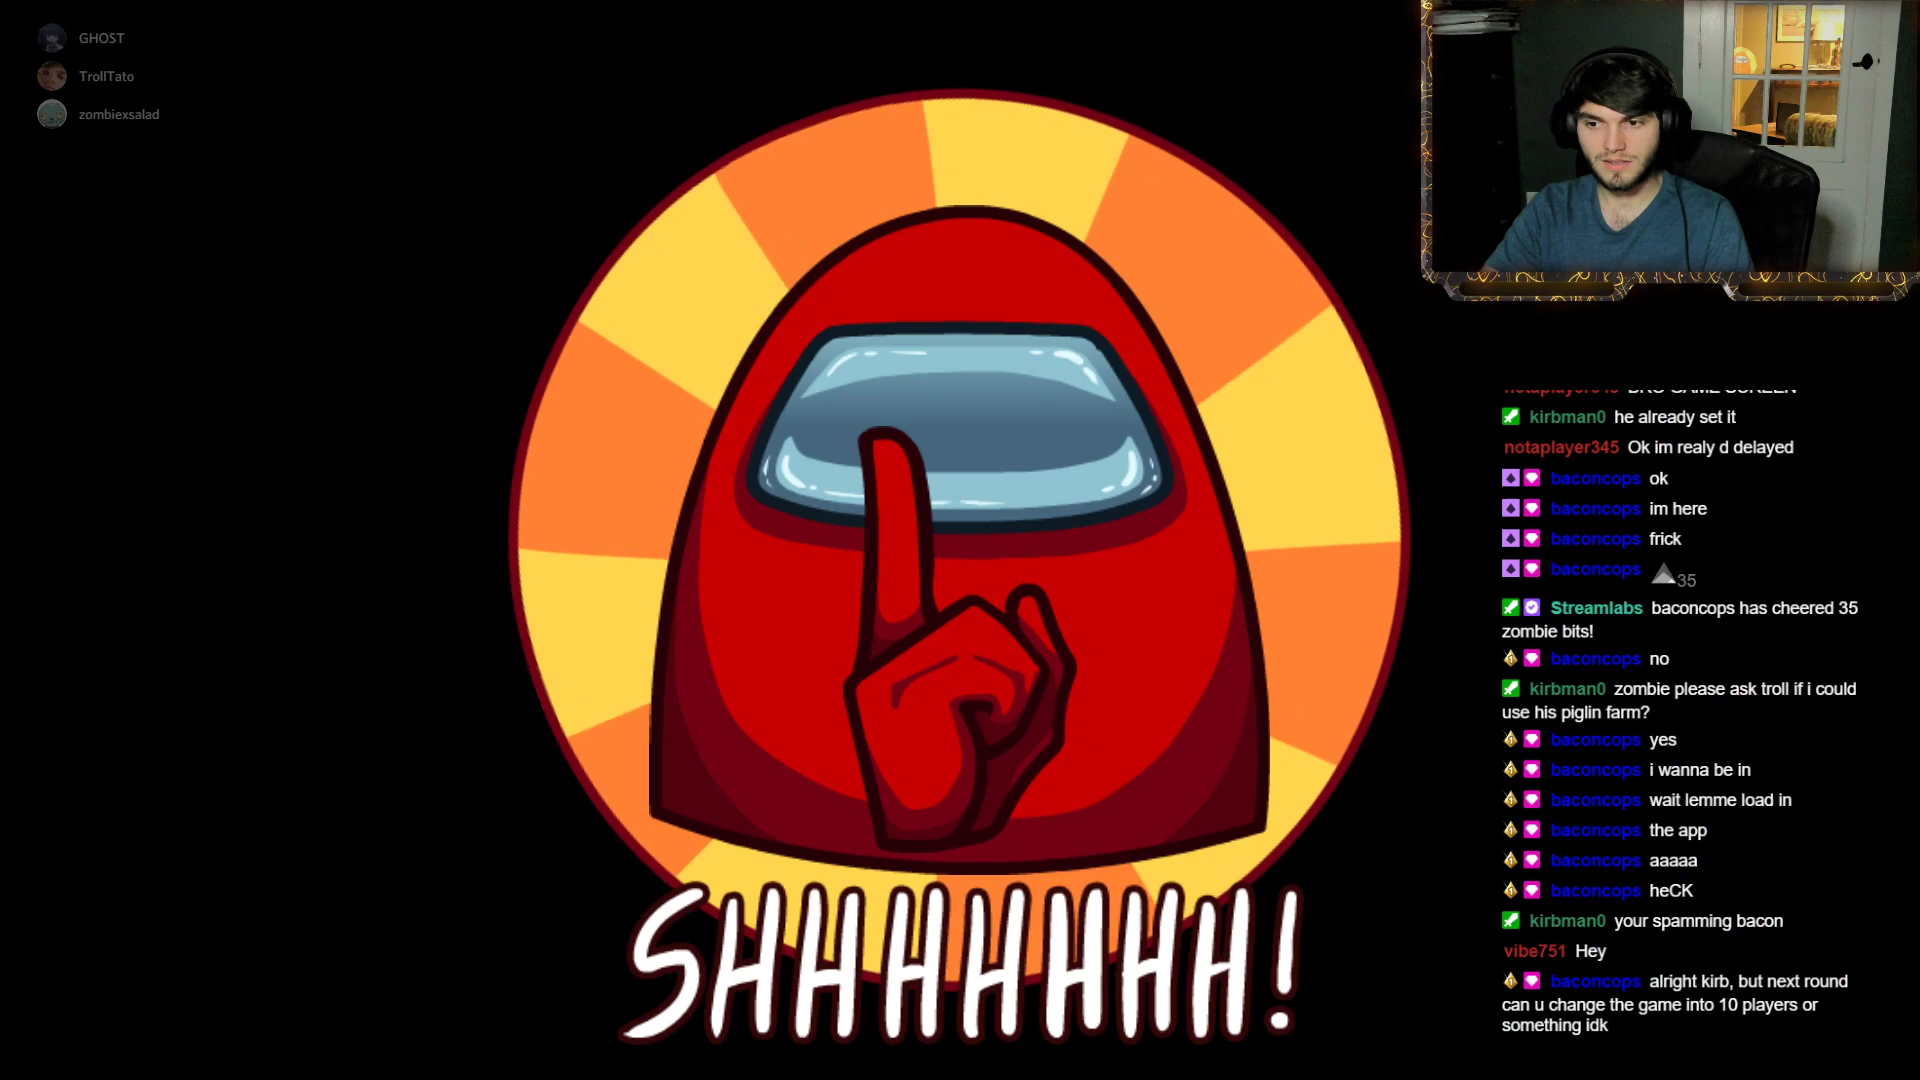 GHOST
TrollTato
zombiexsalad
SHHHHHHH!
kirbman0 he already set it
notaplayer345 Ok im realy d delayed
baconcops ok
baconcops im here
baconcops frick
baconcops 35
Streamlabs baconcops has cheered 35
zombie bits!
baconcops no
kirbman0 zombie please ask troll if i could
use his piglin farm?
baconcops yes
baconcops i wanna be in
baconcops wait lemme load in
baconcops the app
baconcops aaaaa
baconcops heCK
kirbman0 your spamming bacon
vibe751 Hey
baconcops alright kirb, but next round
can u change the game into 10 players or
something idk